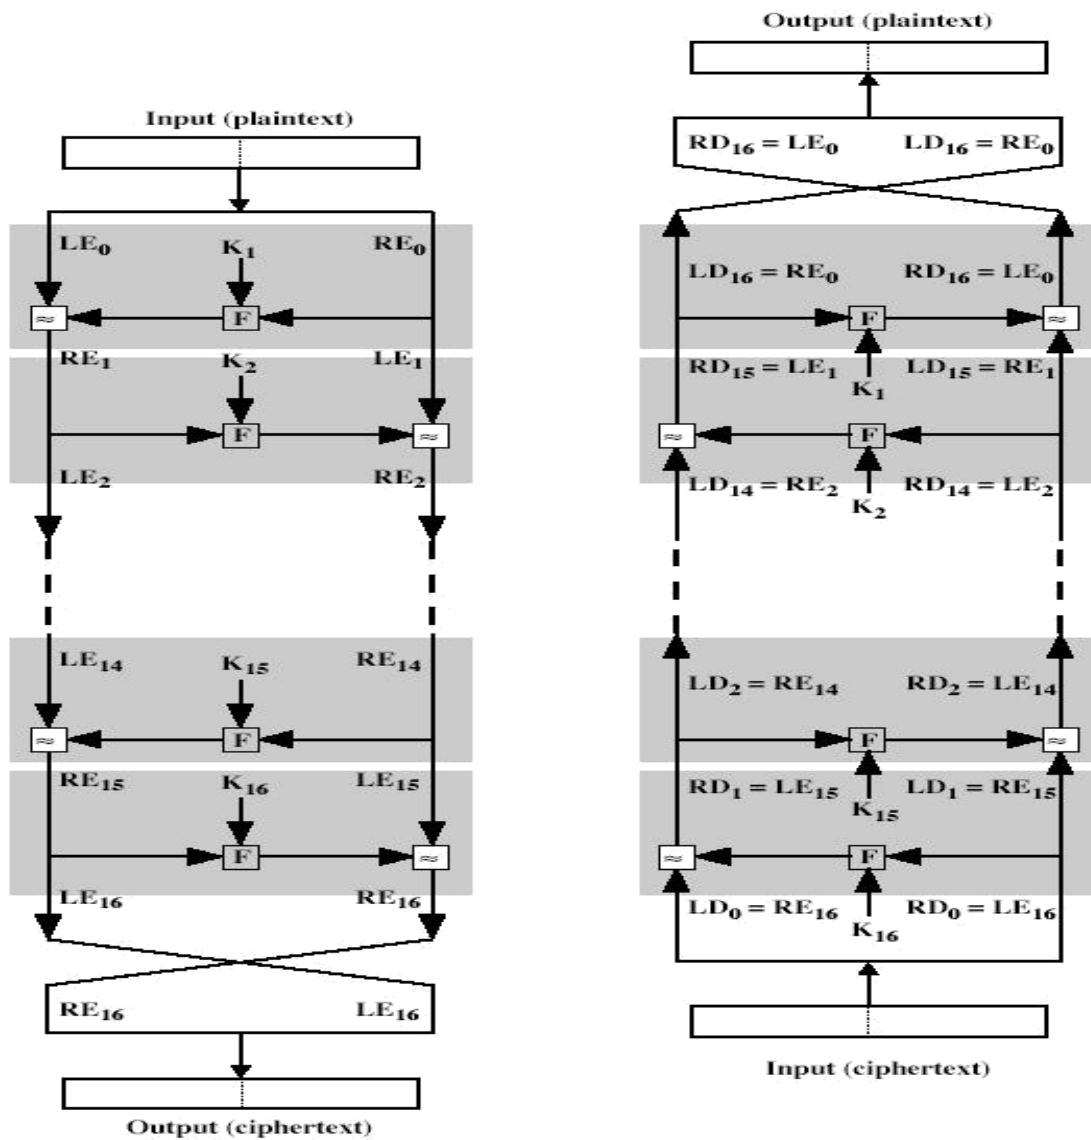 Input (plaintext)
LE0
K1
RE0
≈
F
RE1
K2
LE1
F
≈
LE2
RE2
LE14
K15
RE14
≈
F
RE15
K16
LE15
F
≈
LE16
RE16
RE16
LE16
Output (ciphertext)
Output (plaintext)
RD16 = LE0
LD16 = RE0
LD16 = RE0
RD16 = LE0
F
≈
RD15 = LE1
K1
LD15 = RE1
≈
F
LD14 = RE2
K2
RD14 = LE2
LD2 = RE14
RD2 = LE14
F
≈
RD1 = LE15
K15
LD1 = RE15
≈
F
LD0 = RE16
K16
RD0 = LE16
Input (ciphertext)